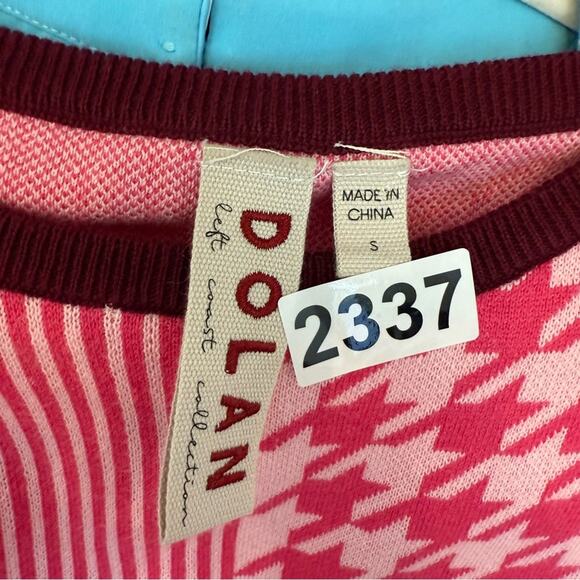 DOLAN
left coast collection
MADE IN
CHINA
S
2337